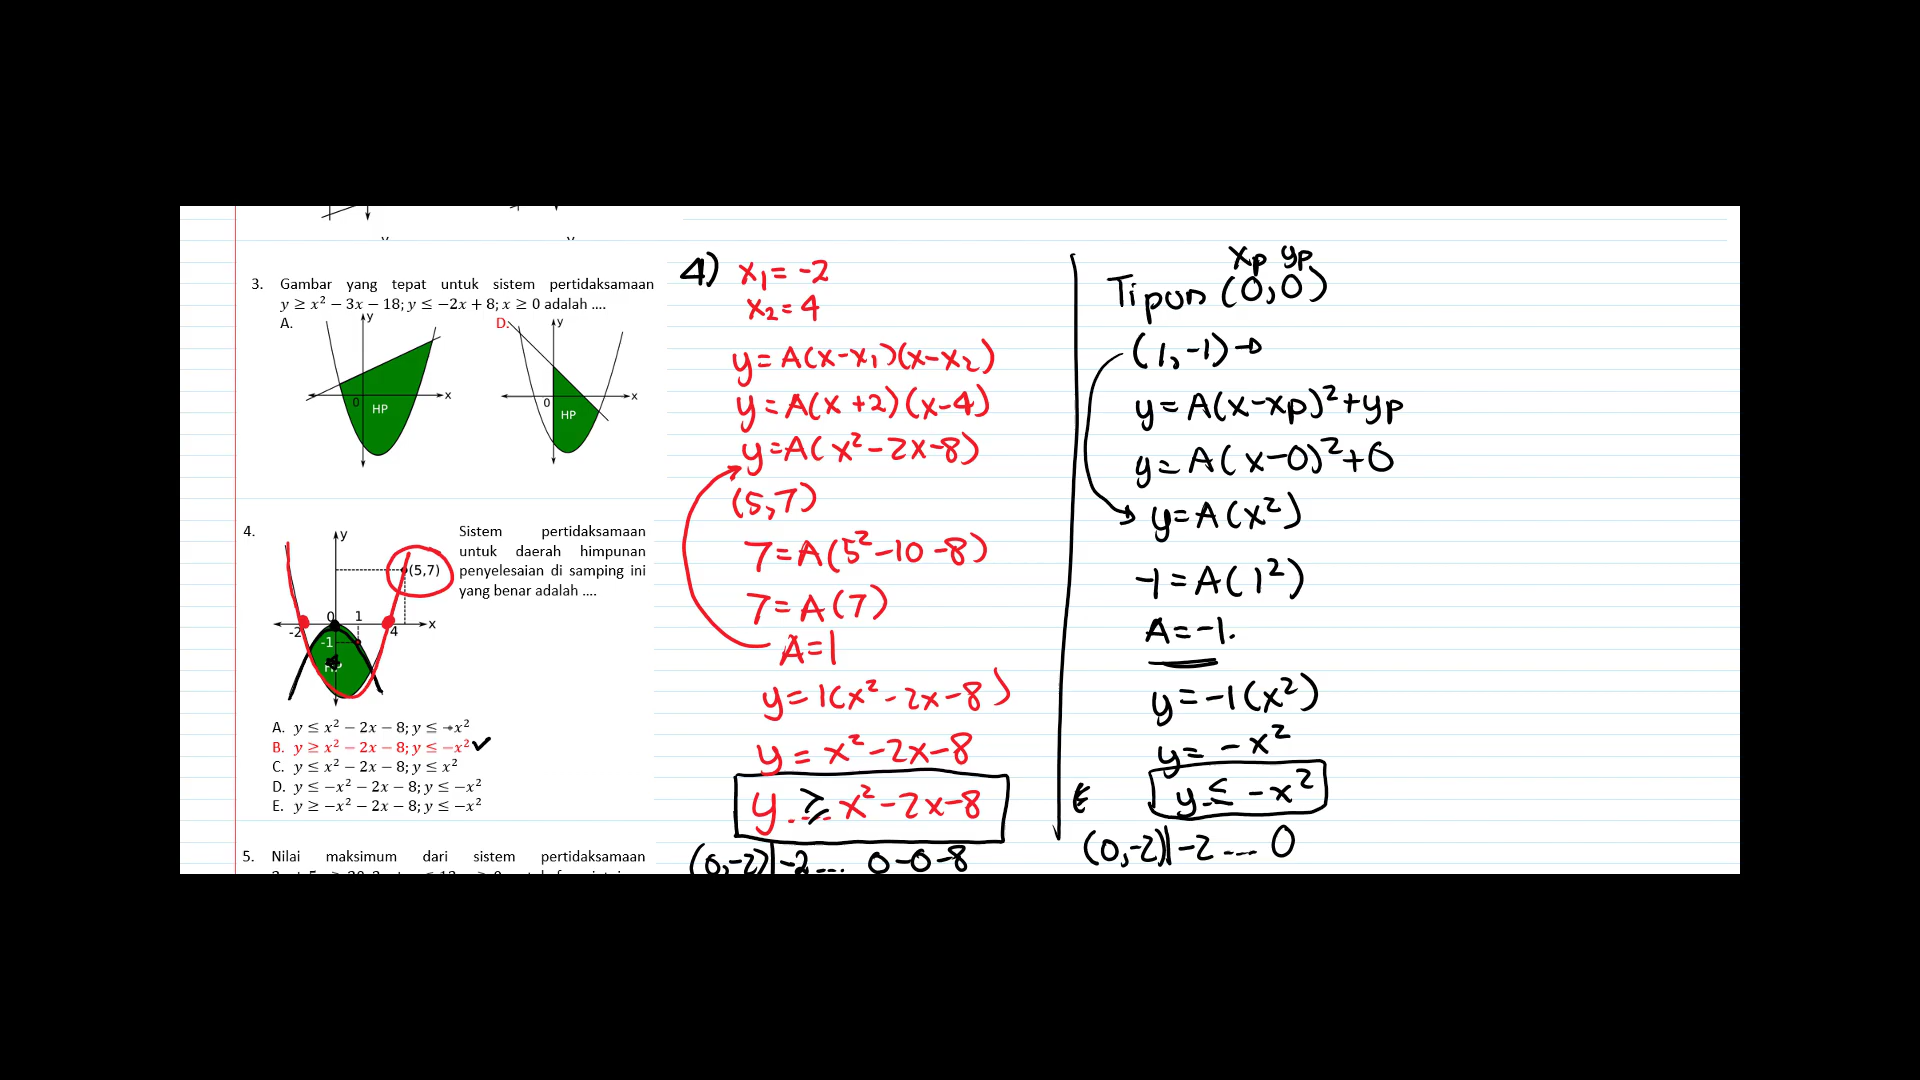 3. Gambar yang tepat untuk sistem pertidaksamaan
y ≥ x² − 3x − 18; y ≤ −2x + 8; x ≥ 0 adalah ....
A.
y
x
0
HP
D.
y
x
0
HP
4. Sistem pertidaksamaan
untuk daerah himpunan
penyelesaian di samping ini
yang benar adalah ....
y
(5,7)
0
1
-2
4
x
-1
A. y ≤ x² − 2x − 8; y ≤ −x²
B. y ≥ x² − 2x − 8; y ≤ −x² ✓
C. y ≤ x² − 2x − 8; y ≤ x²
D. y ≤ −x² − 2x − 8; y ≤ −x²
E. y ≥ −x² − 2x − 8; y ≤ −x²
5. Nilai maksimum dari sistem pertidaksamaan
4) x₁ = -2
x₂ = 4
y = A(x-x₁)(x-x₂)
y = A(x+2)(x-4)
y = A(x²-2x-8)
(5,7)
7 = A(5²-10-8)
7 = A(7)
A = 1
y = 1(x²-2x-8)
y = x²-2x-8
y ≥ x²-2x-8
(0,-2)| -2 ... 0-0-8
xp yp
Tipon (0,0)
(1,-1) →
y = A(x-xp)²+yp
y = A(x-0)²+0
y = A(x²)
-1 = A(1²)
A = -1.
y = -1(x²)
y = -x²
y ≤ -x²
(0,-2)| -2 .... 0